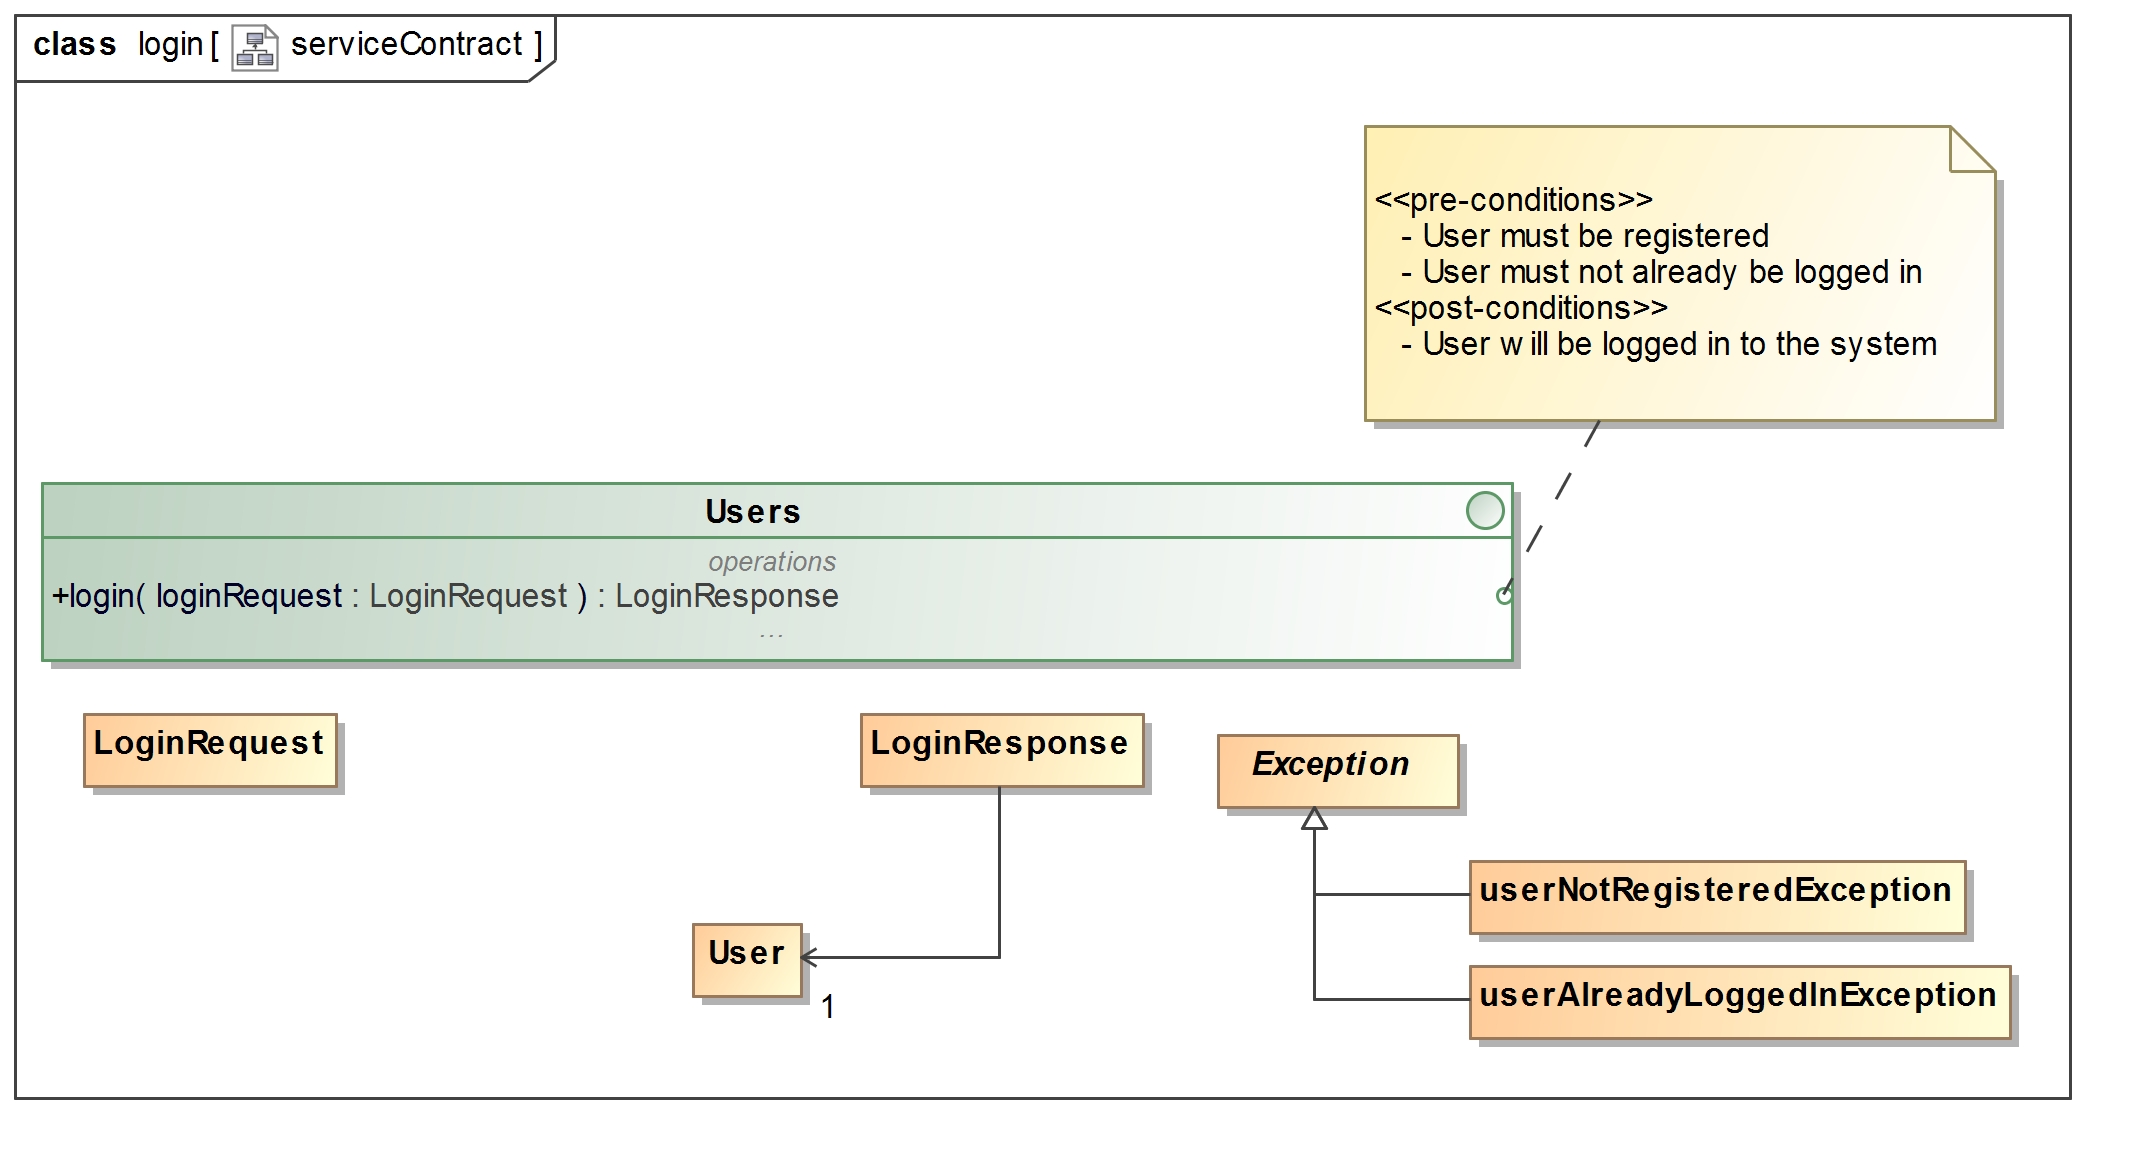 class login [ serviceContract ]
<<pre-conditions>>
- User must be registered
- User must not already be logged in
<<post-conditions>>
- User will be logged in to the system
Users
operations
+login( loginRequest : LoginRequest ) : LoginResponse
...
LoginRequest
LoginResponse
Exception
userNotRegisteredException
User
userAlreadyLoggedInException
1